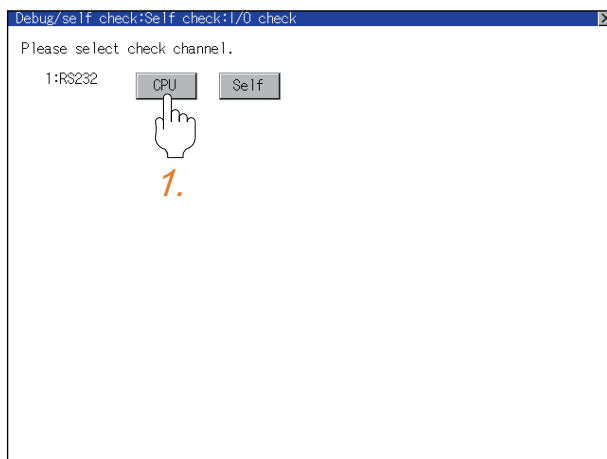 Debug/self check:Self check:I/O check
Please select check channel.
1:RS232 CPU Self
1.